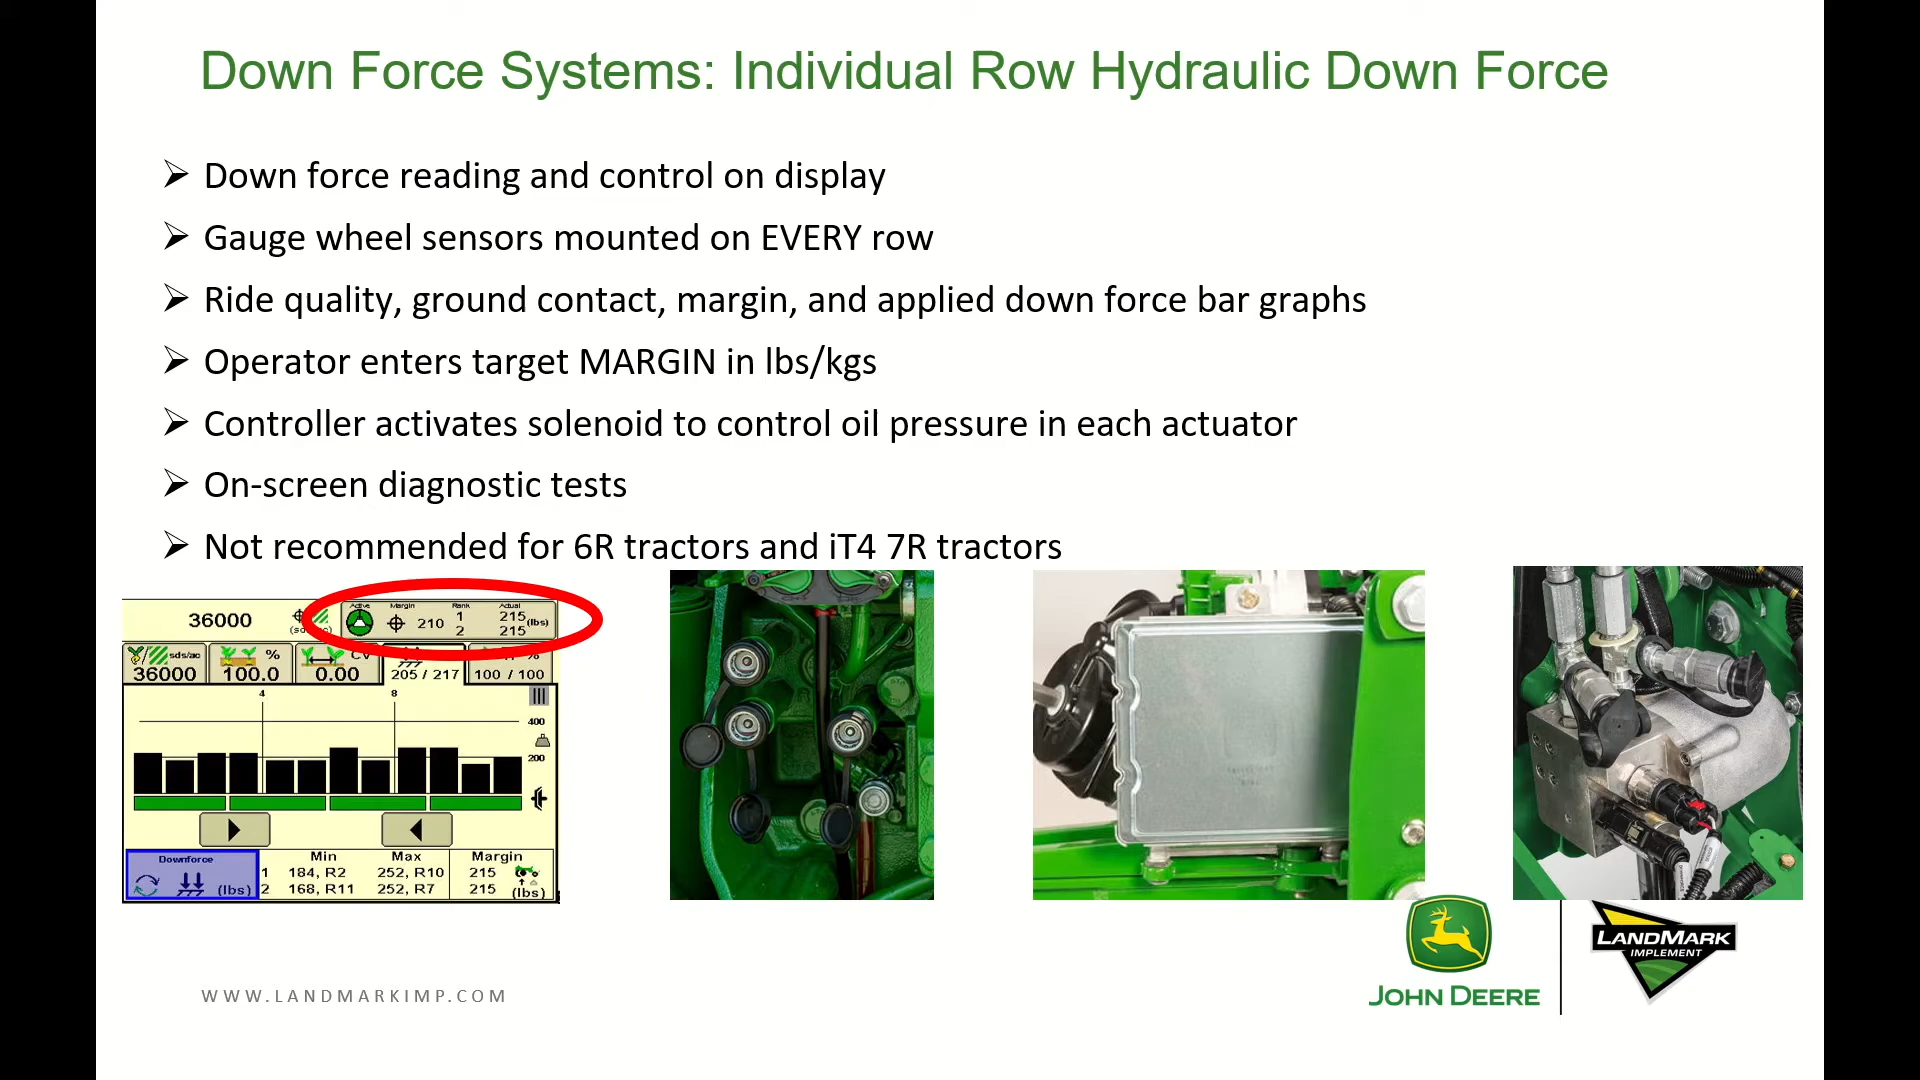 Down Force Systems: Individual Row Hydraulic Down Force
Down force reading and control on display
Gauge wheel sensors mounted on EVERY row
Ride quality, ground contact, margin, and applied down force bar graphs
Operator enters target MARGIN in lbs/kgs
Controller activates solenoid to control oil pressure in each actuator
On-screen diagnostic tests
Not recommended for 6R tractors and iT4 7R tractors
Active Margin Rank Actual
36000 210 1 215 (lbs)
2 215
sds/ac % CV %
36000 100.0 0.00 205 / 217 100 / 100
4 8
400
200
Downforce Min Max Margin
1 184, R2 252, R10 215
(lbs) 2 168, R11 252, R7 215 (lbs)
JOHN DEERE
LANDMARK
IMPLEMENT
WWW.LANDMARKIMP.COM